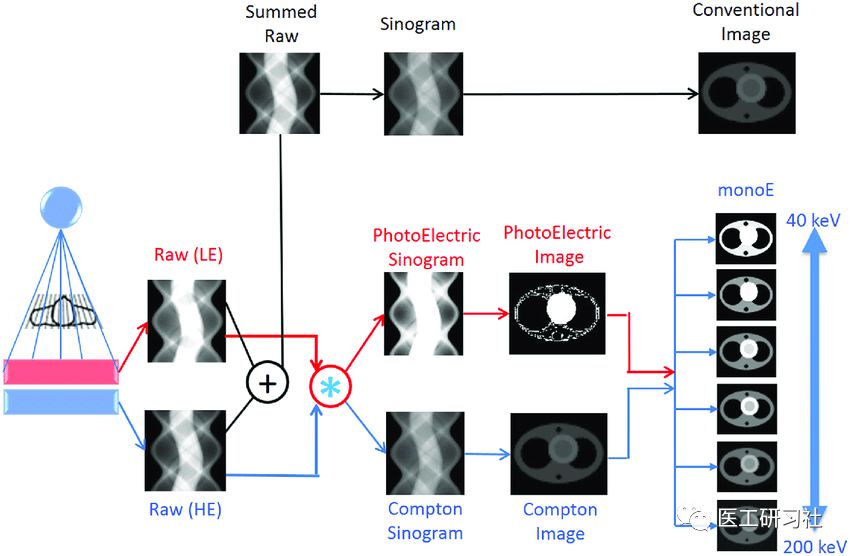 Summed
Raw
Sinogram
Conventional
Image
monoE
40 keV
Raw (LE)
PhotoElectric
Sinogram
PhotoElectric
Image
+
*
Raw (HE)
Compton
Sinogram
Compton
Image
医工研习社
200 keV